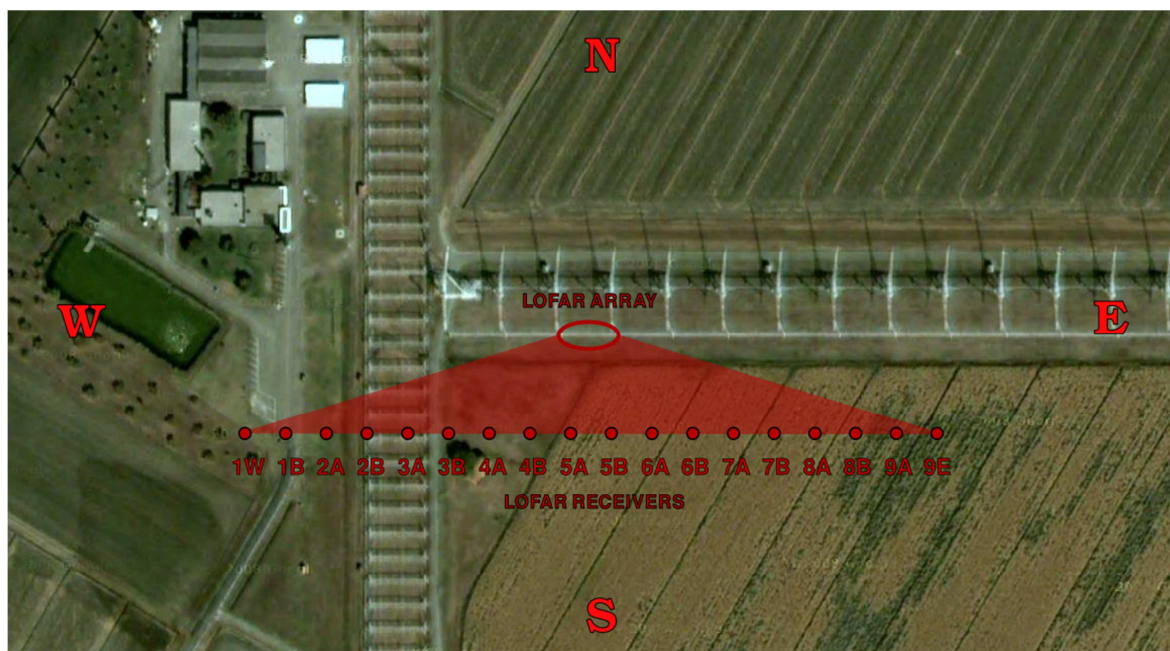 N
LOFAR ARRAY
W
E
1W 1B 2A 2B 3A 3B 4A 4B 5A 5B 6A 6B 7A 7B 8A 8B 9A 9E
LOFAR RECEIVERS
S